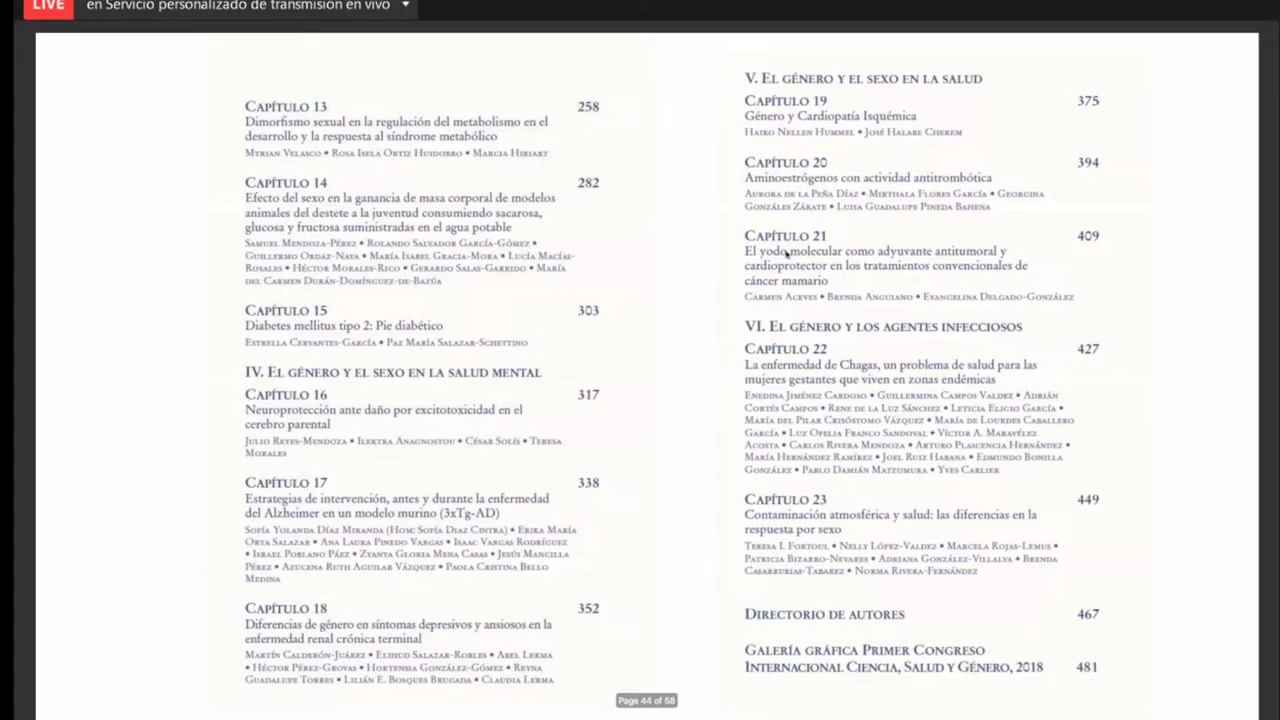 LIVE en Servicio personalizado de transmisión en vivo
CAPÍTULO 13 258
Dimorfismo sexual en la regulación del metabolismo en el
desarrollo y la respuesta al síndrome metabólico
MYRIAN VELASCO • ROSA ISELA ORTIZ HUIDOBRO • MARCIA HIRIART
CAPÍTULO 14 282
Efecto del sexo en la ganancia de masa corporal de modelos
animales del destete a la juventud consumiendo sacarosa,
glucosa y fructosa suministradas en el agua potable
SAMUEL MENDOZA-PÉREZ • ROLANDO SALVADOR GARCÍA-GÓMEZ •
GUILLERMO ORDAZ-NAVA • MARÍA ISABEL GRACIA-MORA • LUCÍA MACÍAS-
ROSALES • HÉCTOR MORALES-RICO • GERARDO SALAS-GARRIDO • MARÍA
DEL CARMEN DURÁN-DOMÍNGUEZ-DE-BAZÚA
CAPÍTULO 15 303
Diabetes mellitus tipo 2: Pie diabético
ESTRELLA CERVANTES-GARCÍA • PAZ MARÍA SALAZAR-SCHETTINO
IV. EL GÉNERO Y EL SEXO EN LA SALUD MENTAL
CAPÍTULO 16 317
Neuroprotección ante daño por excitotoxicidad en el
cerebro parental
JULIO REYES-MENDOZA • ILEKTRA ANAGNOSTOU • CÉSAR SOLÍS • TERESA
MORALES
CAPÍTULO 17 338
Estrategias de intervención, antes y durante la enfermedad
del Alzheimer en un modelo murino (3xTg-AD)
SOFÍA YOLANDA DÍAZ MIRANDA (HOM: SOFÍA DIAZ CINTRA) • ERIKA MARÍA
ORTA SALAZAR • ANA LAURA PINEDO VARGAS • ISAAC VARGAS RODRÍGUEZ
• ISRAEL POBLANO PÁEZ • ZYANYA GLORIA MENA CASAS • JESÚS MANCILLA
PÉREZ • AZUCENA RUTH AGUILAR VÁZQUEZ • PAOLA CRISTINA BELLO
MEDINA
CAPÍTULO 18 352
Diferencias de género en síntomas depresivos y ansiosos en la
enfermedad renal crónica terminal
MARTÍN CALDERÓN-JUÁREZ • ELIHUD SALAZAR-ROBLES • ABEL LERMA
• HÉCTOR PÉREZ-GROVAS • HORTENSIA GONZÁLEZ-GÓMEZ • REYNA
GUADALUPE TORRES • LILIÁN E. BOSQUES BRUGADA • CLAUDIA LERMA
V. EL GÉNERO Y EL SEXO EN LA SALUD
CAPÍTULO 19 375
Género y Cardiopatía Isquémica
HAIKO NELLEN HUMMEL • JOSÉ HALABE CHEREM
CAPÍTULO 20 394
Aminoestrógenos con actividad antitrombótica
AURORA DE LA PEÑA DÍAZ • MIRTHALA FLORES GARCÍA • GEORGINA
GONZÁLES ZÁRATE • LUISA GUADALUPE PINEDA BAHENA
CAPÍTULO 21 409
El yodo molecular como adyuvante antitumoral y
cardioprotector en los tratamientos convencionales de
cáncer mamario
CARMEN ACEVES • BRENDA ANGUIANO • EVANGELINA DELGADO-GONZÁLEZ
VI. EL GÉNERO Y LOS AGENTES INFECCIOSOS
CAPÍTULO 22 427
La enfermedad de Chagas, un problema de salud para las
mujeres gestantes que viven en zonas endémicas
ENEDINA JIMÉNEZ CARDOSO • GUILLERMINA CAMPOS VALDEZ • ADRIÁN
CORTÉS CAMPOS • RENE DE LA LUZ SÁNCHEZ • LETICIA ELIGIO GARCÍA •
MARÍA DEL PILAR CRISÓSTOMO VÁZQUEZ • MARÍA DE LOURDES CABALLERO
GARCÍA • LUZ OFELIA FRANCO SANDOVAL • VÍCTOR A. MARAVÉLEZ
ACOSTA • CARLOS RIVERA MENDOZA • ARTURO PLASCENCIA HERNÁNDEZ •
MARÍA HERNÁNDEZ RAMÍREZ • JOEL RUIZ HABANA • EDMUNDO BONILLA
GONZÁLEZ • PABLO DAMIÁN MATZUMURA • YVES CARLIER
CAPÍTULO 23 449
Contaminación atmosférica y salud: las diferencias en la
respuesta por sexo
TERESA I. FORTOUL • NELLY LÓPEZ-VALDEZ • MARCELA ROJAS-LEMUS •
PATRICIA BIZARRO-NEVARES • ADRIANA GONZÁLEZ-VILLALVA • BRENDA
CASARRUBIAS-TABAREZ • NORMA RIVERA-FERNÁNDEZ
DIRECTORIO DE AUTORES 467
GALERÍA GRÁFICA PRIMER CONGRESO
INTERNACIONAL CIENCIA, SALUD Y GÉNERO, 2018 481
Page 44 of 58